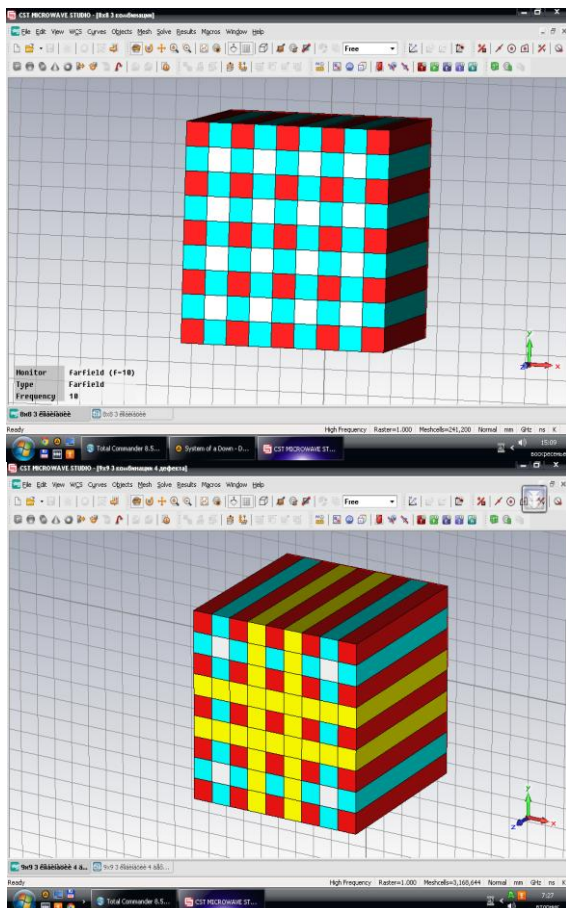 CST MICROWAVE STUDIO - [8x8 3 комбинация]
File Edit View WCS Curves Objects Mesh Solve Results Macros Window Help
Free
Monitor farfield (f=10)
Type Farfield
Frequency 10
Ready High Frequency Raster=1.000 Meshcells=241,200 Normal mm GHz ns K
Total Commander 8.5... System of a Down - D... CST MICROWAVE ST... 15:09
воскресенье
CST MICROWAVE STUDIO - [9x9 3 комбинация 4 дефекта]
File Edit View WCS Curves Objects Mesh Solve Results Macros Window Help
Free
Ready High Frequency Raster=1.000 Meshcells=3,168,644 Normal mm GHz ns K
Total Commander 8.5... CST MICROWAVE ST... 7:27
вторник